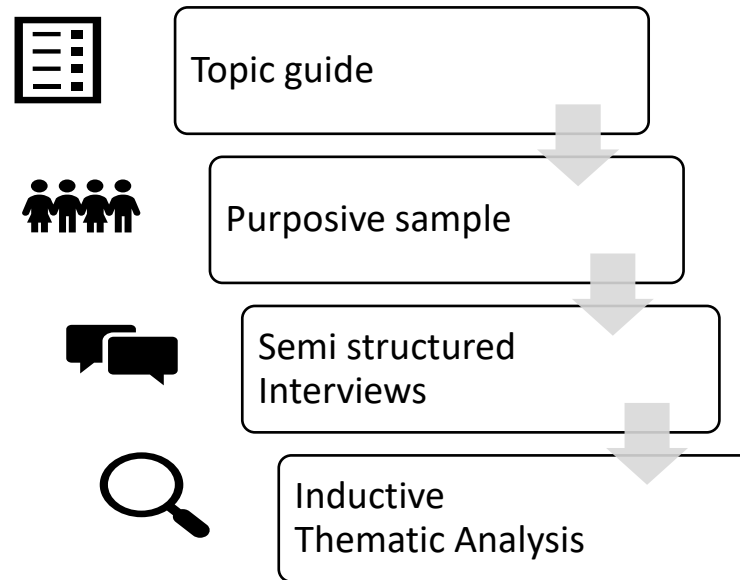 Topic guide
Purposive sample
Semi structured
Interviews
Inductive
Thematic Analysis